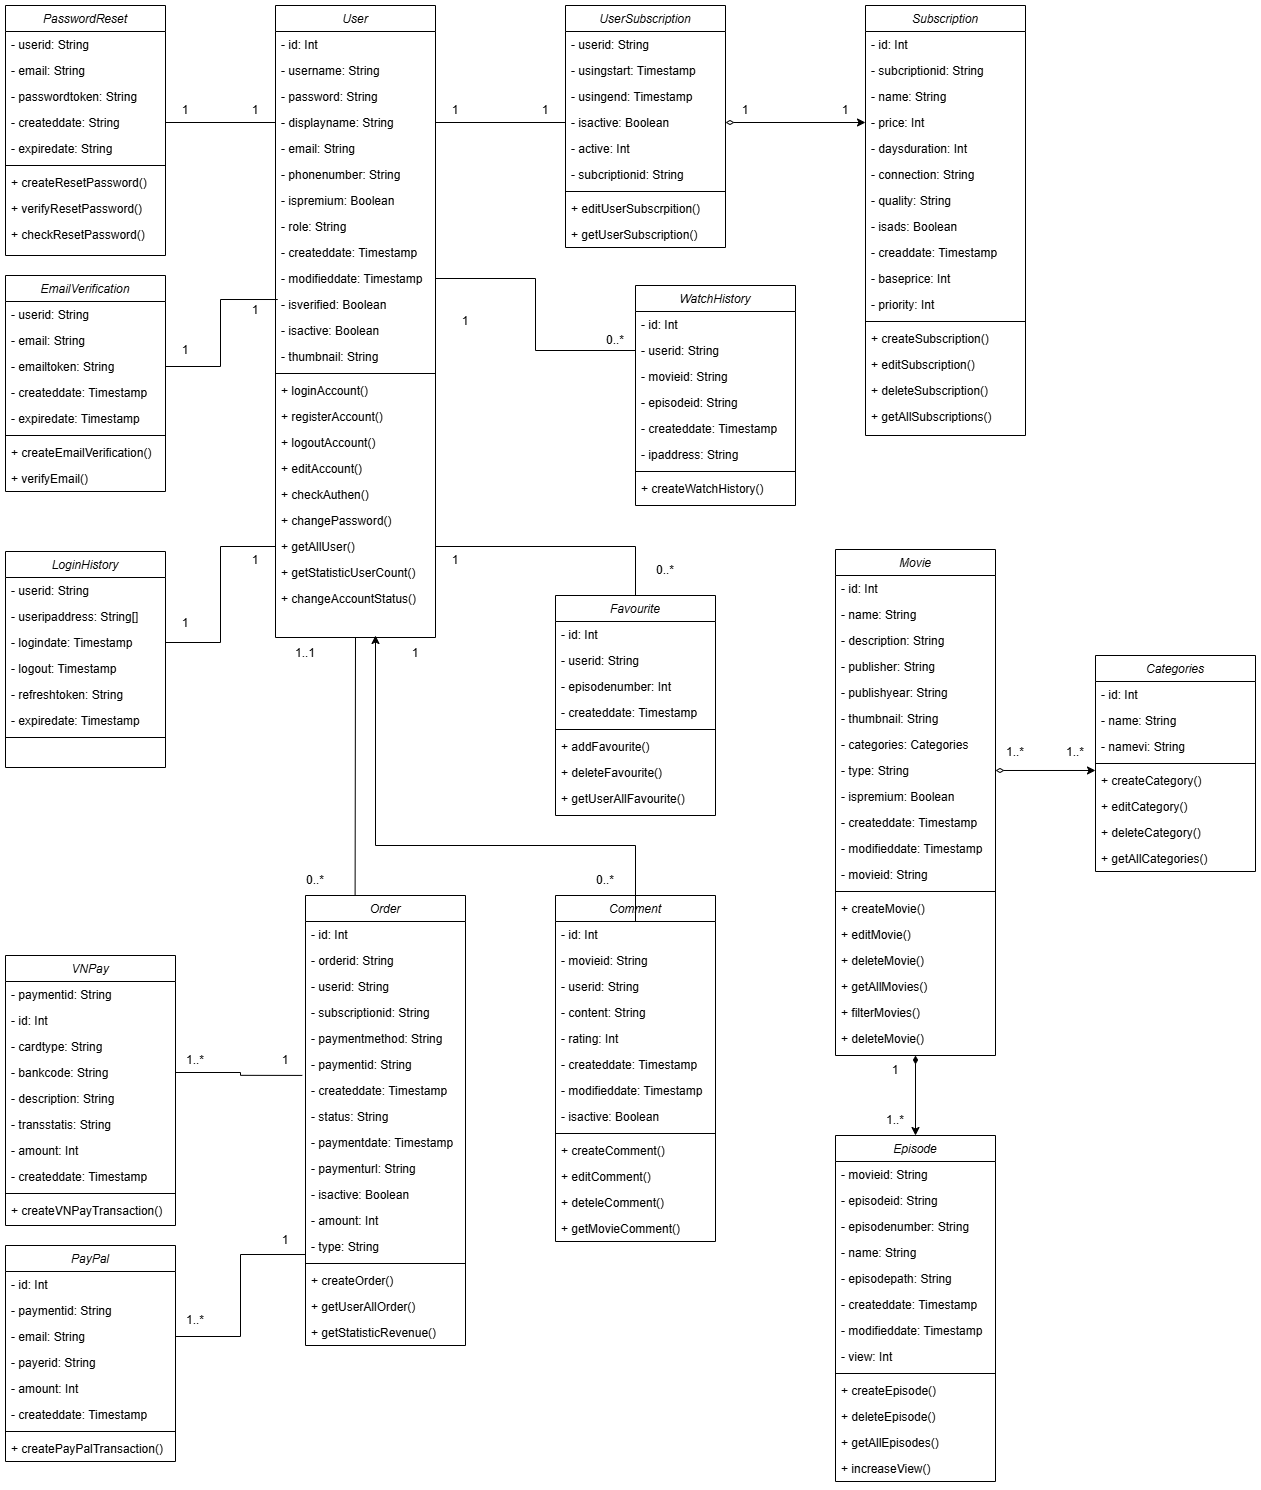 PasswordReset
- userid: String
- email: String
- passwordtoken: String
- createddate: String
- expiredate: String
+ createResetPassword()
+ verifyResetPassword()
+ checkResetPassword()
1
1
User
- id: Int
- username: String
- password: String
- displayname: String
- email: String
- phonenumber: String
- ispremium: Boolean
- role: String
- createddate: Timestamp
- modifieddate: Timestamp
- isverified: Boolean
- isactive: Boolean
- thumbnail: String
+ loginAccount()
+ registerAccount()
+ logoutAccount()
+ editAccount()
+ checkAuthen()
+ changePassword()
+ getAllUser()
+ getStatisticUserCount()
+ changeAccountStatus()
1
1
UserSubscription
- userid: String
- usingstart: Timestamp
- usingend: Timestamp
- isactive: Boolean
- active: Int
- subcriptionid: String
+ editUserSubscrpition()
+ getUserSubscription()
1
1
Subscription
- id: Int
- subcriptionid: String
- name: String
- price: Int
- daysduration: Int
- connection: String
- quality: String
- isads: Boolean
- creaddate: Timestamp
- baseprice: Int
- priority: Int
+ createSubscription()
+ editSubscription()
+ deleteSubscription()
+ getAllSubscriptions()
EmailVerification
- userid: String
- email: String
- emailtoken: String
- createddate: Timestamp
- expiredate: Timestamp
+ createEmailVerification()
+ verifyEmail()
1
1
1
0..*
WatchHistory
- id: Int
- userid: String
- movieid: String
- episodeid: String
- createddate: Timestamp
- ipaddress: String
+ createWatchHistory()
LoginHistory
- userid: String
- useripaddress: String[]
- logindate: Timestamp
- logout: Timestamp
- refreshtoken: String
- expiredate: Timestamp
1
1
1
0..*
Favourite
- id: Int
- userid: String
- episodenumber: Int
- createddate: Timestamp
+ addFavourite()
+ deleteFavourite()
+ getUserAllFavourite()
Movie
- id: Int
- name: String
- description: String
- publisher: String
- publishyear: String
- thumbnail: String
- categories: Categories
- type: String
- ispremium: Boolean
- createddate: Timestamp
- modifieddate: Timestamp
- movieid: String
+ createMovie()
+ editMovie()
+ deleteMovie()
+ getAllMovies()
+ filterMovies()
+ deleteMovie()
1..*
1..*
Categories
- id: Int
- name: String
- namevi: String
+ createCategory()
+ editCategory()
+ deleteCategory()
+ getAllCategories()
1..1
1
0..*
0..*
Order
- id: Int
- orderid: String
- userid: String
- subscriptionid: String
- paymentmethod: String
- paymentid: String
- createddate: Timestamp
- status: String
- paymentdate: Timestamp
- paymenturl: String
- isactive: Boolean
- amount: Int
- type: String
+ createOrder()
+ getUserAllOrder()
+ getStatisticRevenue()
Comment
- id: Int
- movieid: String
- userid: String
- content: String
- rating: Int
- createddate: Timestamp
- modifieddate: Timestamp
- isactive: Boolean
+ createComment()
+ editComment()
+ deteleComment()
+ getMovieComment()
VNPay
- paymentid: String
- id: Int
- cardtype: String
- bankcode: String
- description: String
- transstatis: String
- amount: Int
- createddate: Timestamp
+ createVNPayTransaction()
1..*
1
PayPal
- id: Int
- paymentid: String
- email: String
- payerid: String
- amount: Int
- createddate: Timestamp
+ createPayPalTransaction()
1..*
1
1
1..*
Episode
- movieid: String
- episodeid: String
- episodenumber: String
- name: String
- episodepath: String
- createddate: Timestamp
- modifieddate: Timestamp
- view: Int
+ createEpisode()
+ deleteEpisode()
+ getAllEpisodes()
+ increaseView()